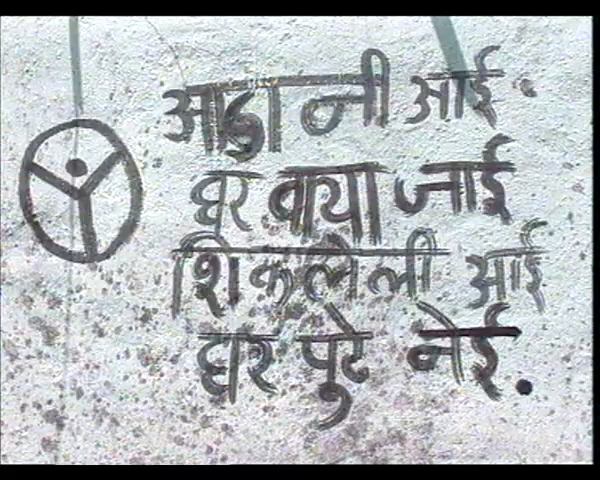 अडानी आई
घर वाया जाई
शिकलेली आई
घर पुटे नेई.